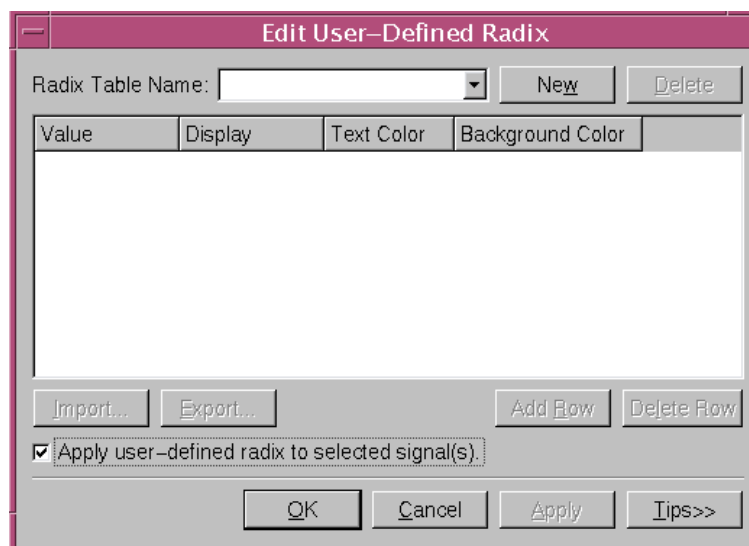 Edit User–Defined Radix
Radix Table Name: New Delete
Value Display Text Color Background Color
Import... Export... Add Row Delete Row
Apply user–defined radix to selected signal(s).
OK Cancel Apply Tips>>